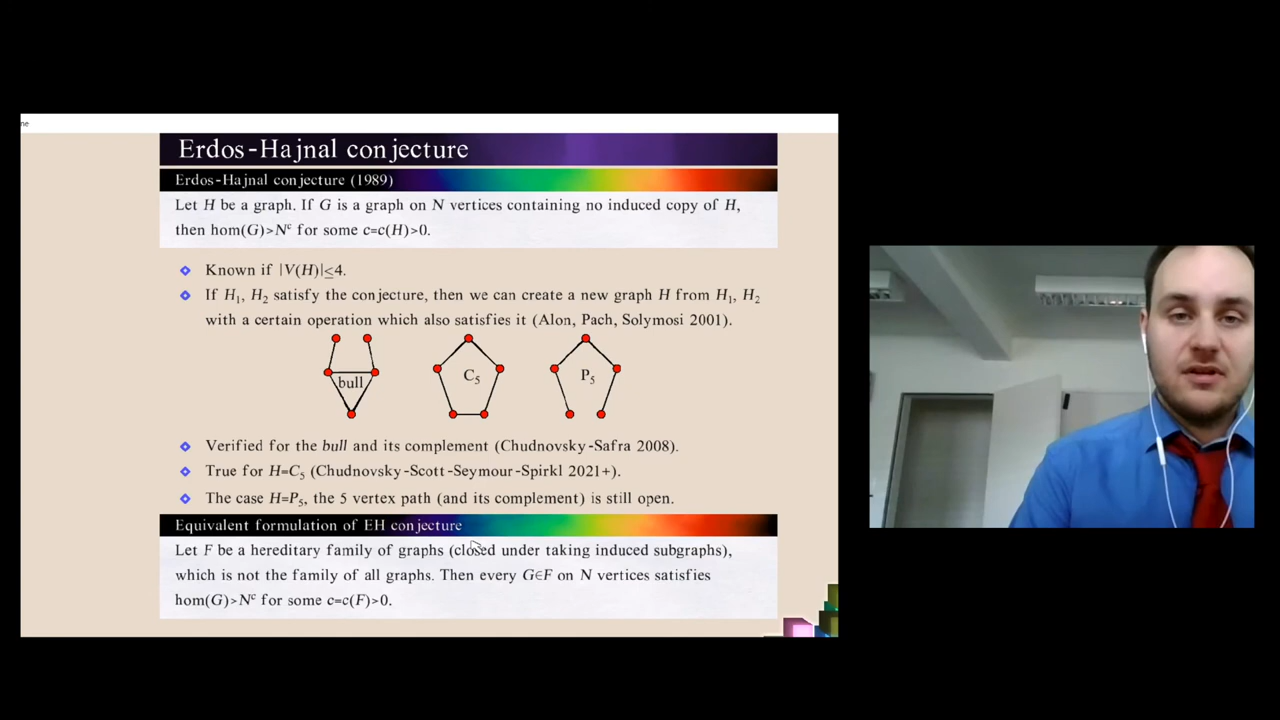 ne
Erdos-Hajnal conjecture
Erdos-Hajnal conjecture (1989)
Let H be a graph. If G is a graph on N vertices containing no induced copy of H,
then hom(G)>Nᶜ for some c=c(H)>0.
Known if |V(H)|≤4.
If H₁, H₂ satisfy the conjecture, then we can create a new graph H from H₁, H₂
with a certain operation which also satisfies it (Alon, Pach, Solymosi 2001).
bull C₅ P₅
Verified for the bull and its complement (Chudnovsky-Safra 2008).
True for H=C₅ (Chudnovsky-Scott-Seymour-Spirkl 2021+).
The case H=P₅, the 5 vertex path (and its complement) is still open.
Equivalent formulation of EH conjecture
Let F be a hereditary family of graphs (closed under taking induced subgraphs),
which is not the family of all graphs. Then every G∈F on N vertices satisfies
hom(G)>Nᶜ for some c=c(F)>0.